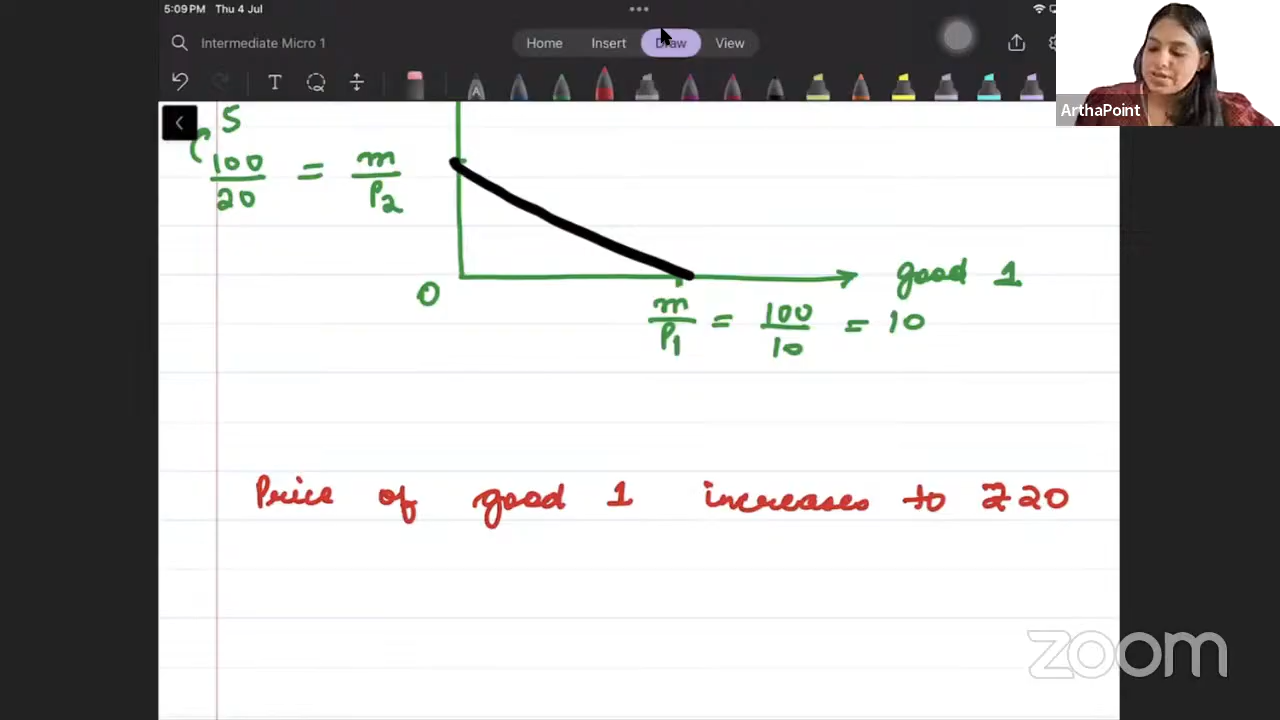 5:09 PM Thu 4 Jul
Intermediate Micro 1
Home Insert Draw View
T
A
ArthaPoint
5
100/20 = m/P2
0
good 1
m/P1 = 100/10 = 10
Price of good 1 increases to ₹20
zoom